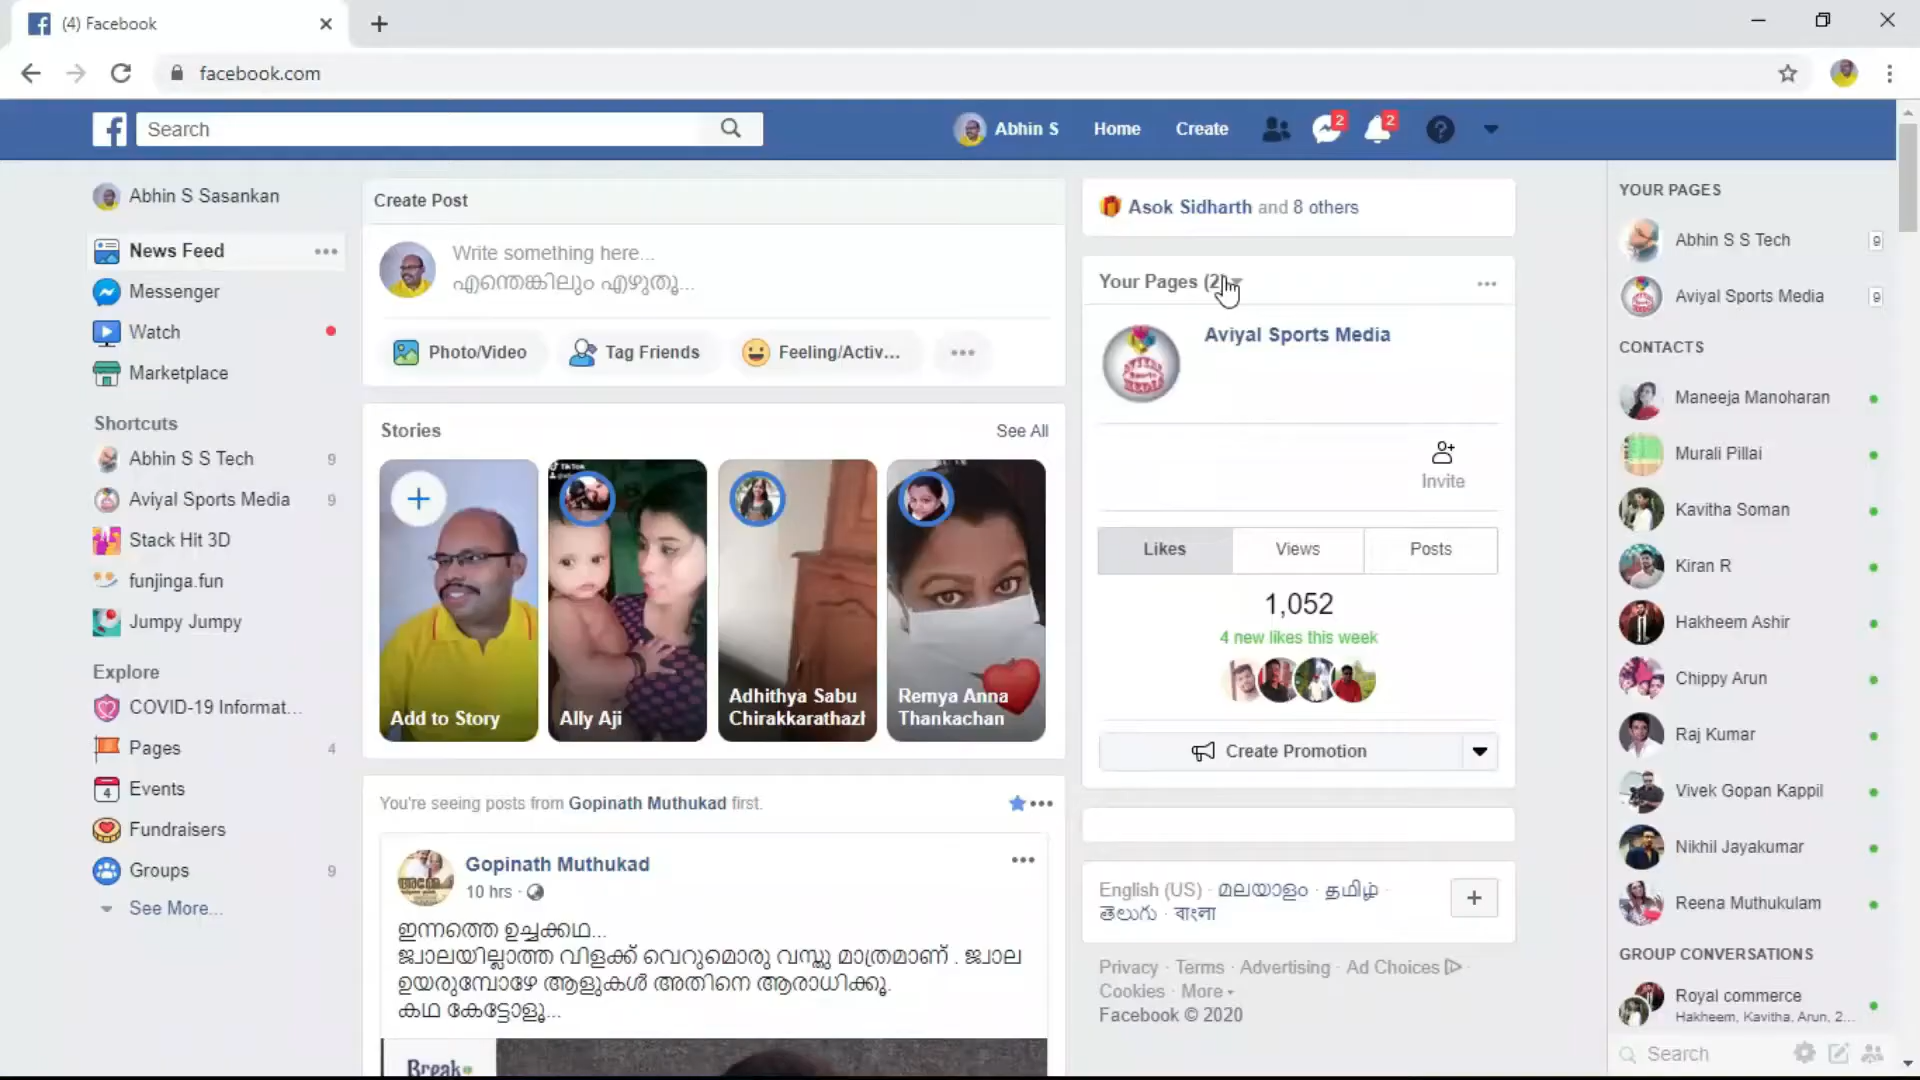 (4) Facebook
facebook.com
Search
Abhin S
Home
Create
2
2
Abhin S Sasankan
News Feed
Messenger
Watch
Marketplace
Shortcuts
Abhin S S Tech 9
Aviyal Sports Media 9
Stack Hit 3D
funjinga.fun
Jumpy Jumpy
Explore
COVID-19 Informat...
Pages 4
Events
4
Fundraisers
Groups 9
See More...
Create Post
Write something here...
എന്തെങ്കിലും എഴുതൂ...
Photo/Video
Tag Friends
Feeling/Activ...
Stories
See All
Add to Story
TikTok
Ally Aji
Adhithya Sabu
Chirakkarathazh
Remya Anna
Thankachan
You're seeing posts from Gopinath Muthukad first.
Gopinath Muthukad
10 hrs ·
ഇന്നത്തെ ഉച്ചക്കഥ...
ജ്വാലയില്ലാത്ത വിളക്ക് വെറുമൊരു വസ്തു മാത്രമാണ് . ജ്വാല
ഉയരുമ്പോഴേ ആളുകൾ അതിനെ ആരാധിക്കൂ.
കഥ കേട്ടോളൂ...
Break
Asok Sidharth and 8 others
Your Pages (2)
Aviyal Sports Media
Invite
Likes
Views
Posts
1,052
4 new likes this week
Create Promotion
English (US) · മലയാളം · தமிழ் ·
తెలుగు · বাংলা
Privacy · Terms · Advertising · Ad Choices ·
Cookies · More
Facebook © 2020
YOUR PAGES
Abhin S S Tech 9
Aviyal Sports Media 9
CONTACTS
Maneeja Manoharan
Murali Pillai
Kavitha Soman
Kiran R
Hakheem Ashir
Chippy Arun
Raj Kumar
Vivek Gopan Kappil
Nikhil Jayakumar
Reena Muthukulam
GROUP CONVERSATIONS
Royal commerce
Hakheem, Kavitha, Arun, 2...
Search